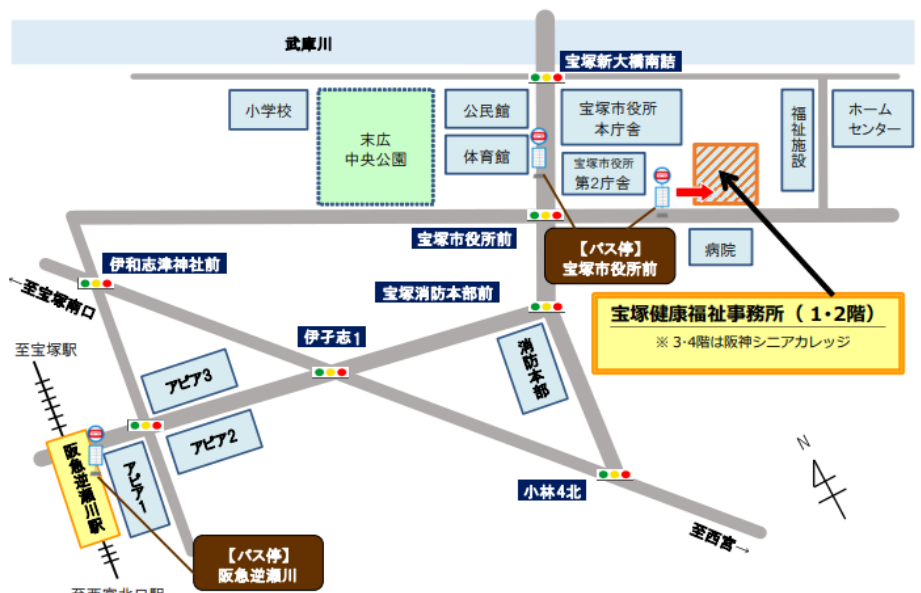 武庫川
宝塚新大橋南詰
小学校
末広
中央公園
公民館
体育館
宝塚市役所
本庁舎
宝塚市役所
第2庁舎
福祉施設
ホーム
センター
宝塚市役所前
【バス停】
宝塚市役所前
病院
伊和志津神社前
←至宝塚南口
宝塚消防本部前
宝塚健康福祉事務所(1・2階)
※ 3・4階は阪神シニアカレッジ
伊孑志1
至宝塚駅
アピア3
消防本部
アピア2
阪急逆瀬川駅
アピア1
小林4北
N
至西宮→
【バス停】
阪急逆瀬川